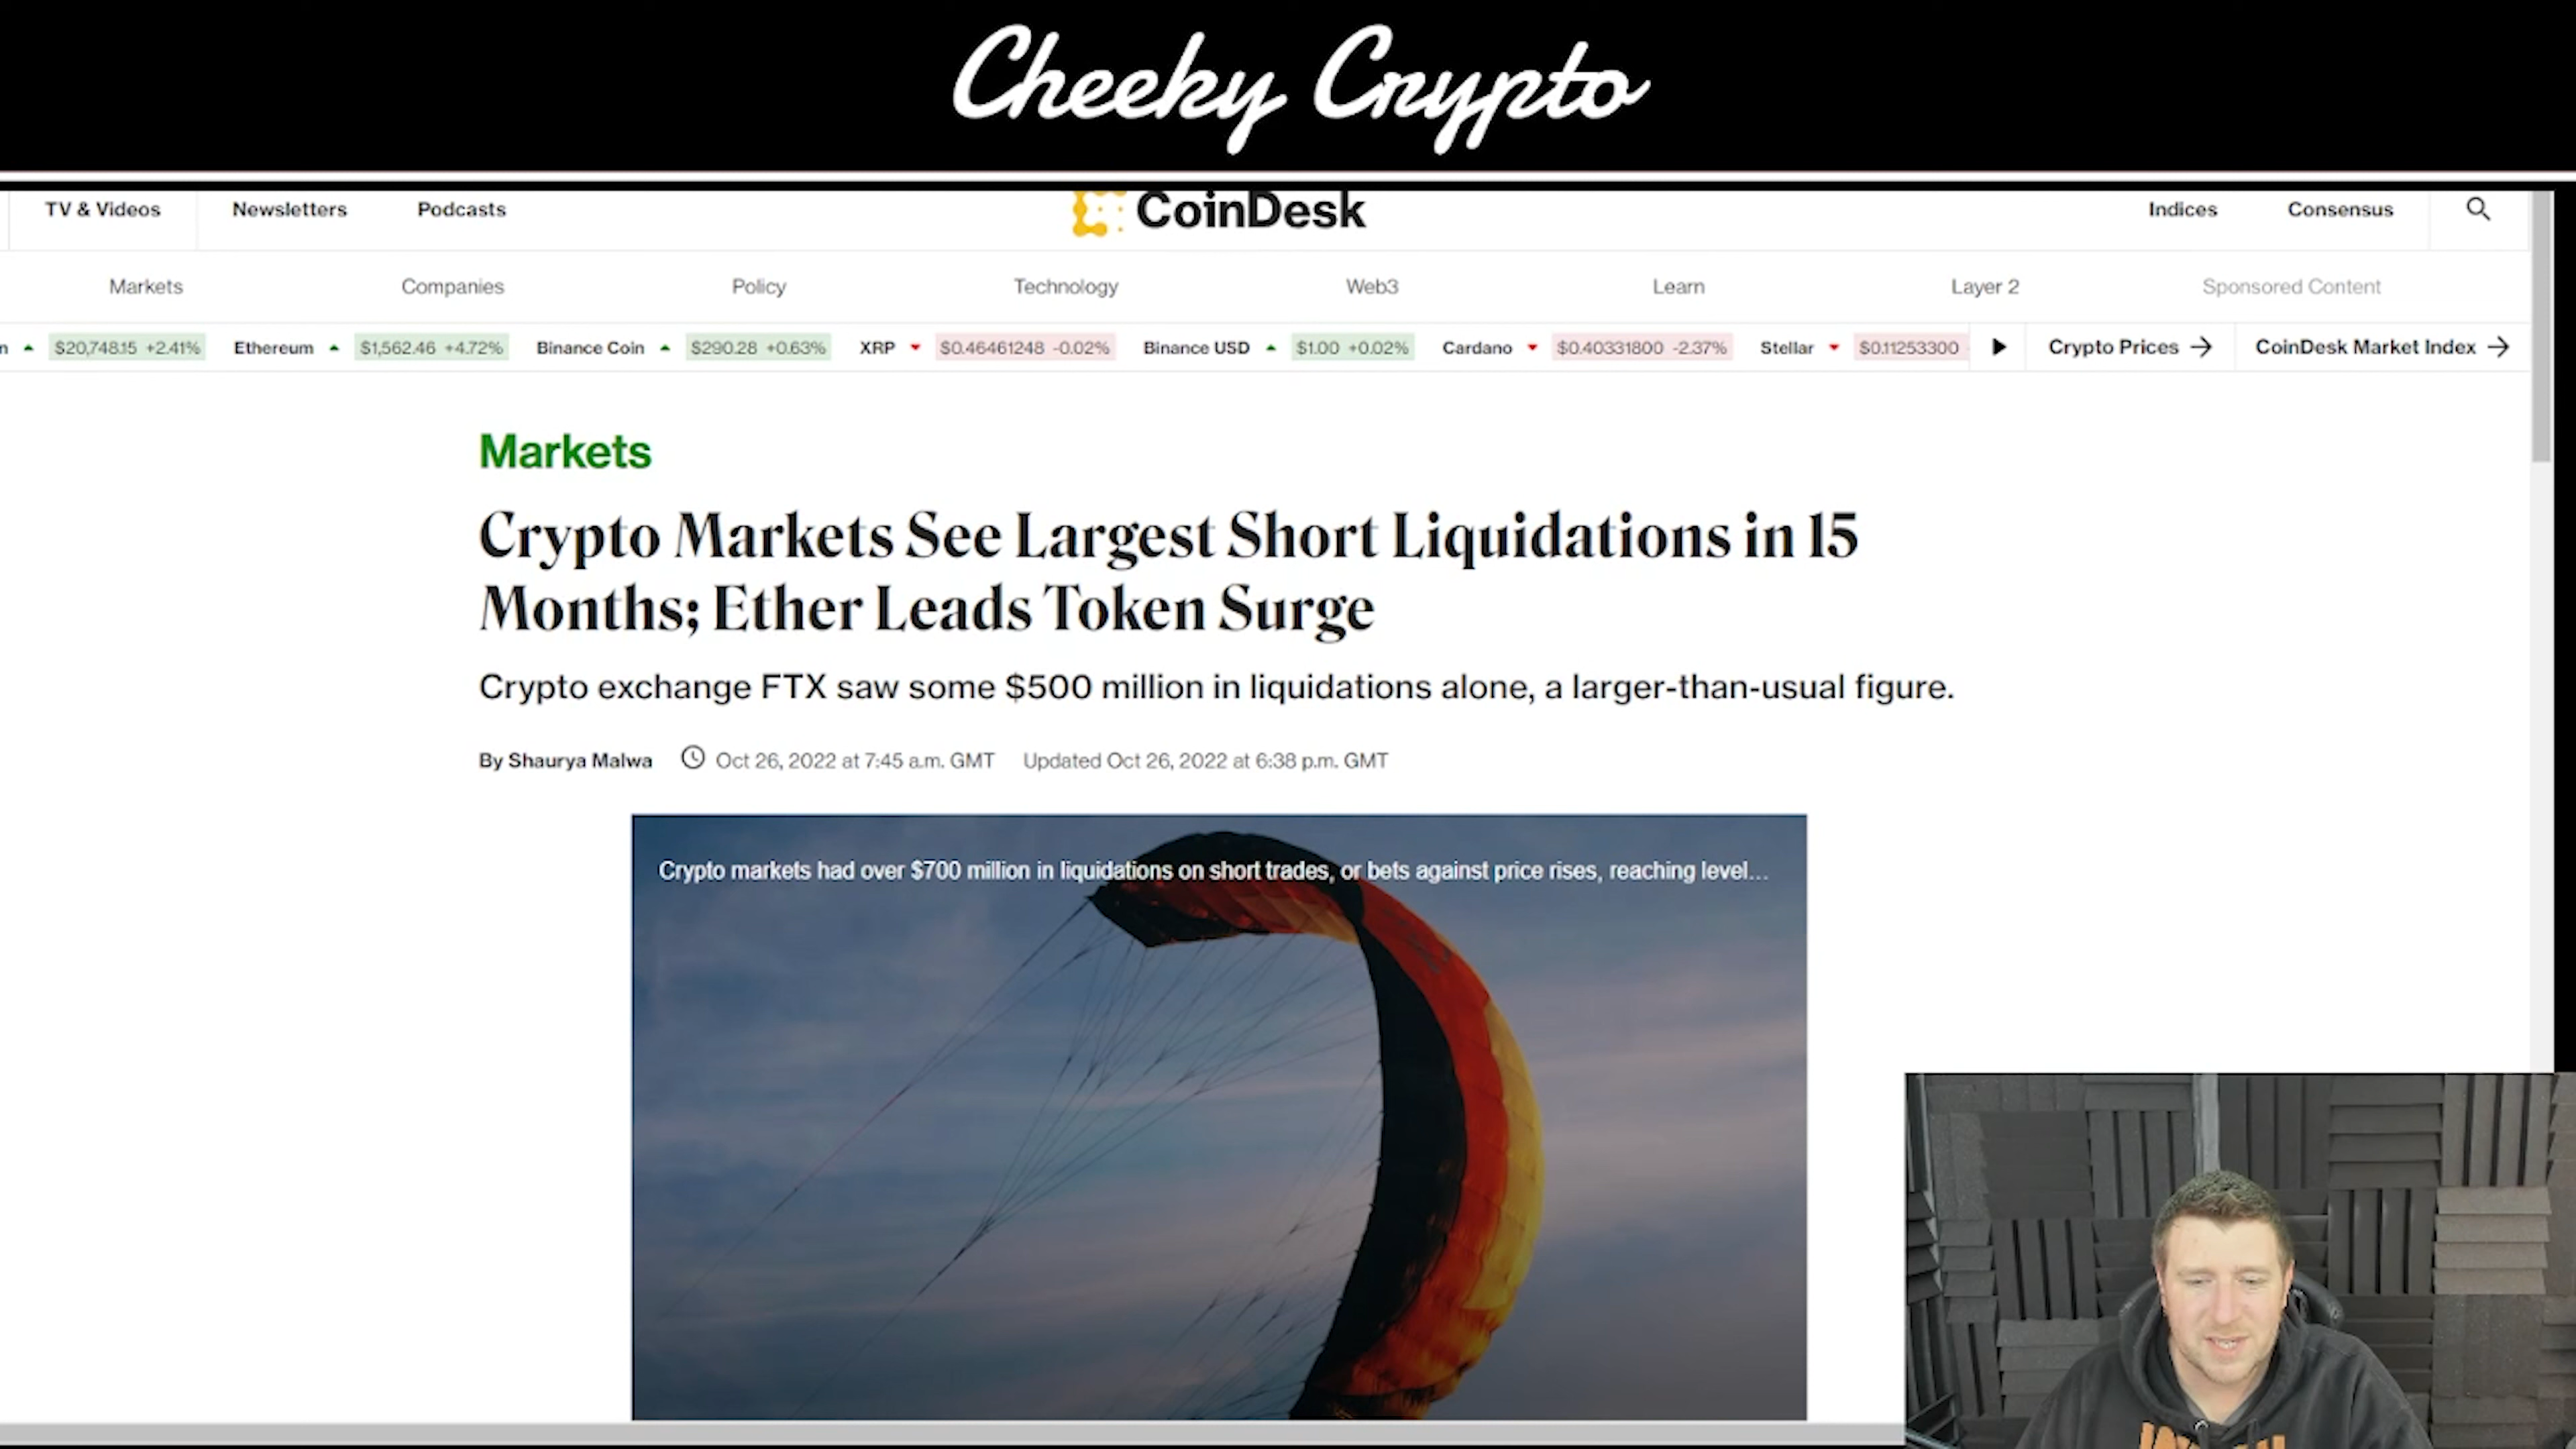 Cheeky Crypto
TV & Videos Newsletters Podcasts CoinDesk Indices Consensus
Markets Companies Policy Technology Web3 Learn Layer 2 Sponsored Content
n $20,748.15 +2.41% Ethereum $1,562.46 +4.72% Binance Coin $290.28 +0.63% XRP $0.46461248 -0.02% Binance USD $1.00 +0.02% Cardano $0.40331800 -2.37% Stellar $0.11253300 Crypto Prices → CoinDesk Market Index →
Markets
Crypto Markets See Largest Short Liquidations in 15
Months; Ether Leads Token Surge
Crypto exchange FTX saw some $500 million in liquidations alone, a larger-than-usual figure.
By Shaurya Malwa Oct 26, 2022 at 7:45 a.m. GMT Updated Oct 26, 2022 at 6:38 p.m. GMT
Crypto markets had over $700 million in liquidations on short trades, or bets against price rises, reaching level...